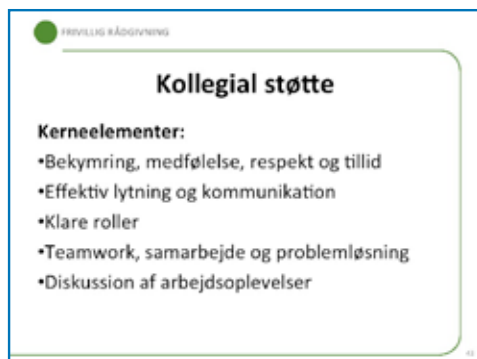 FRIVILLIG RÅDGIVNING
Kollegial støtte
Kerneelementer:
•Bekymring, medfølelse, respekt og tillid
•Effektiv lytning og kommunikation
•Klare roller
•Teamwork, samarbejde og problemløsning
•Diskussion af arbejdsoplevelser